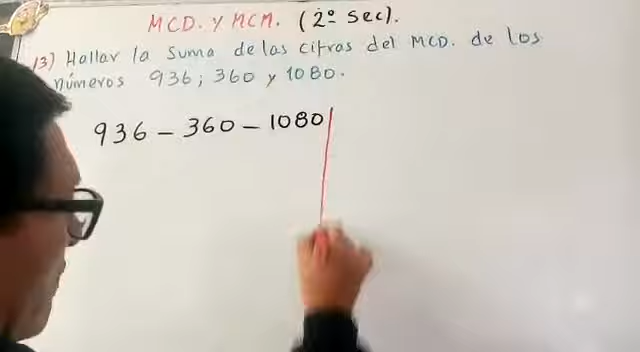 MCD. Y MCM. (2º Sec).
13) Hallar la suma de las cifras del MCD. de los
números 936; 360 y 1080.
936 - 360 - 1080